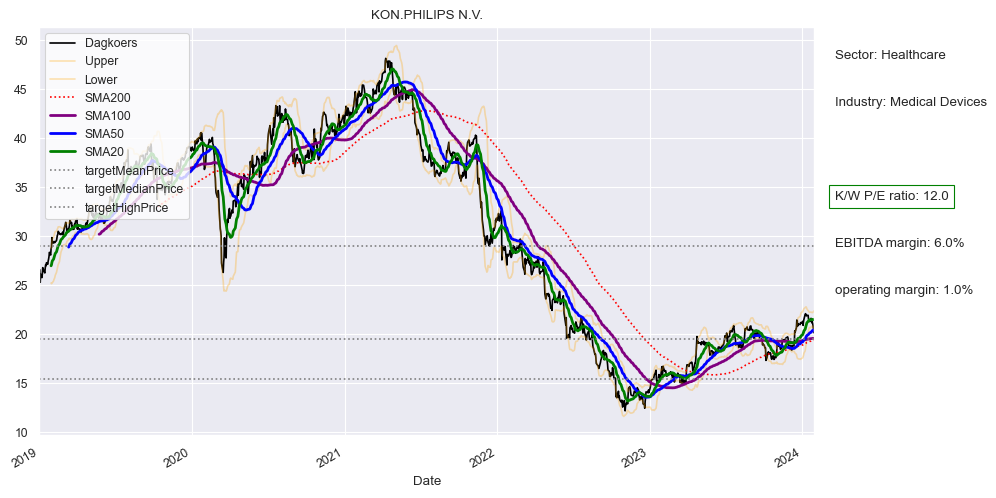 KON.PHILIPS N.V.
50
45
40
35
30
25
20
15
10
Dagkoers
Upper
Lower
SMA200
SMA100
SMA50
SMA20
targetMeanPrice
targetMedianPrice
targetHighPrice
Sector: Healthcare
Industry: Medical Devices
K/W P/E ratio: 12.0
EBITDA margin: 6.0%
operating margin: 1.0%
2019
2020
2021
2022
2023
2024
Date